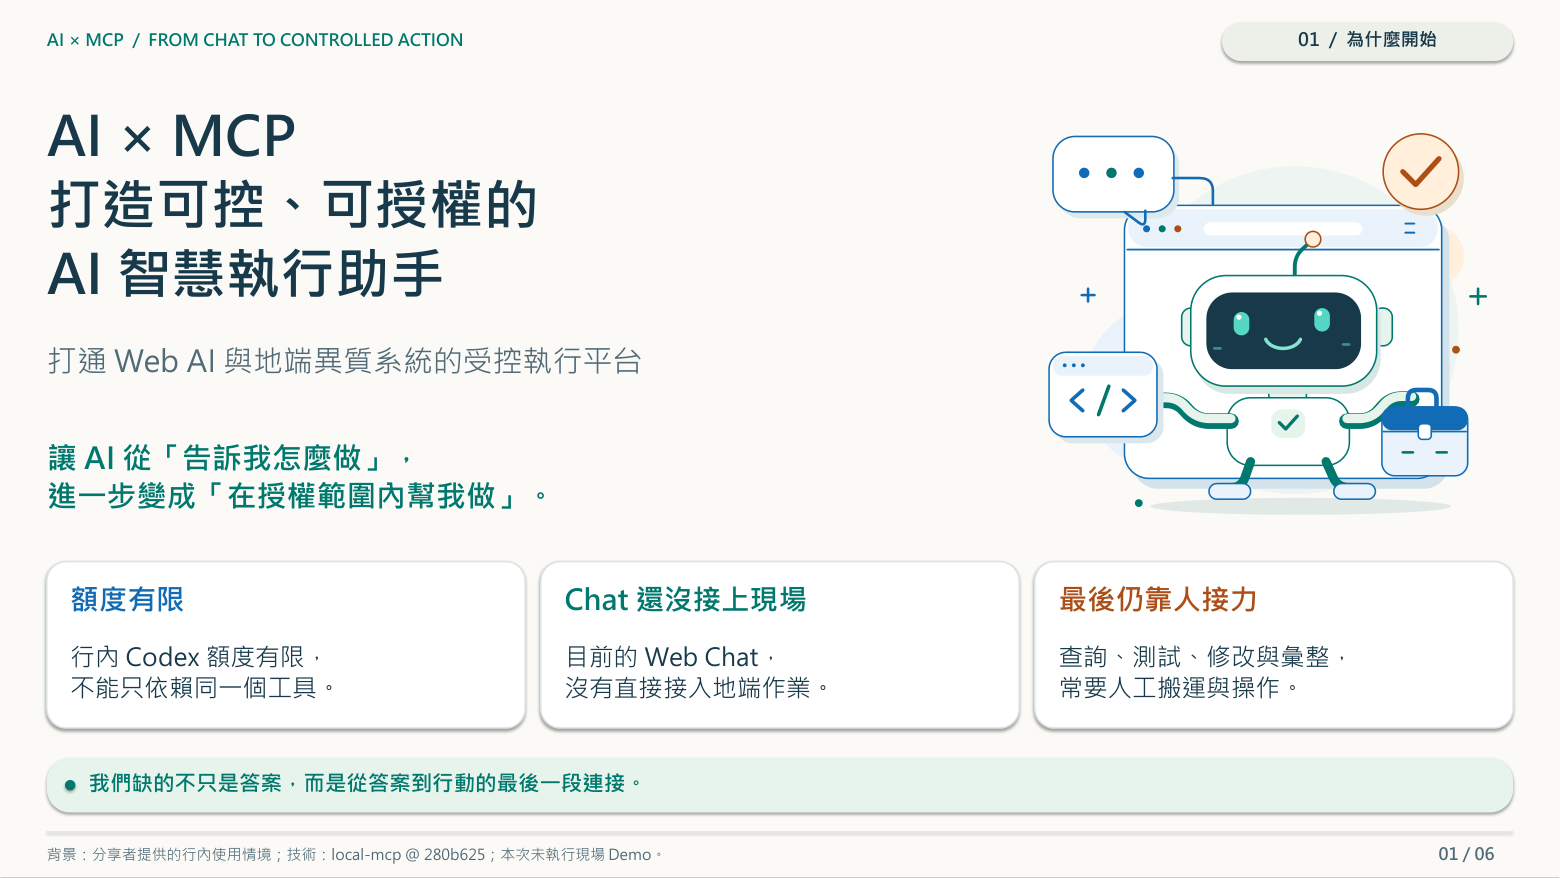 AI × MCP / FROM CHAT TO CONTROLLED ACTION
01 / 為什麼開始
AI × MCP
打造可控、可授權的
AI 智慧執行助手
打通 Web AI 與地端異質系統的受控執行平台
讓 AI 從「告訴我怎麼做」，
進一步變成「在授權範圍內幫我做」。
額度有限
行內 Codex 額度有限，
不能只依賴同一個工具。
Chat 還沒接上現場
目前的 Web Chat，
沒有直接接入地端作業。
最後仍靠人接力
查詢、測試、修改與彙整，
常要人工搬運與操作。
我們缺的不只是答案，而是從答案到行動的最後一段連接。
背景：分享者提供的行內使用情境；技術：local-mcp @ 280b625；本次未執行現場 Demo。
01 / 06